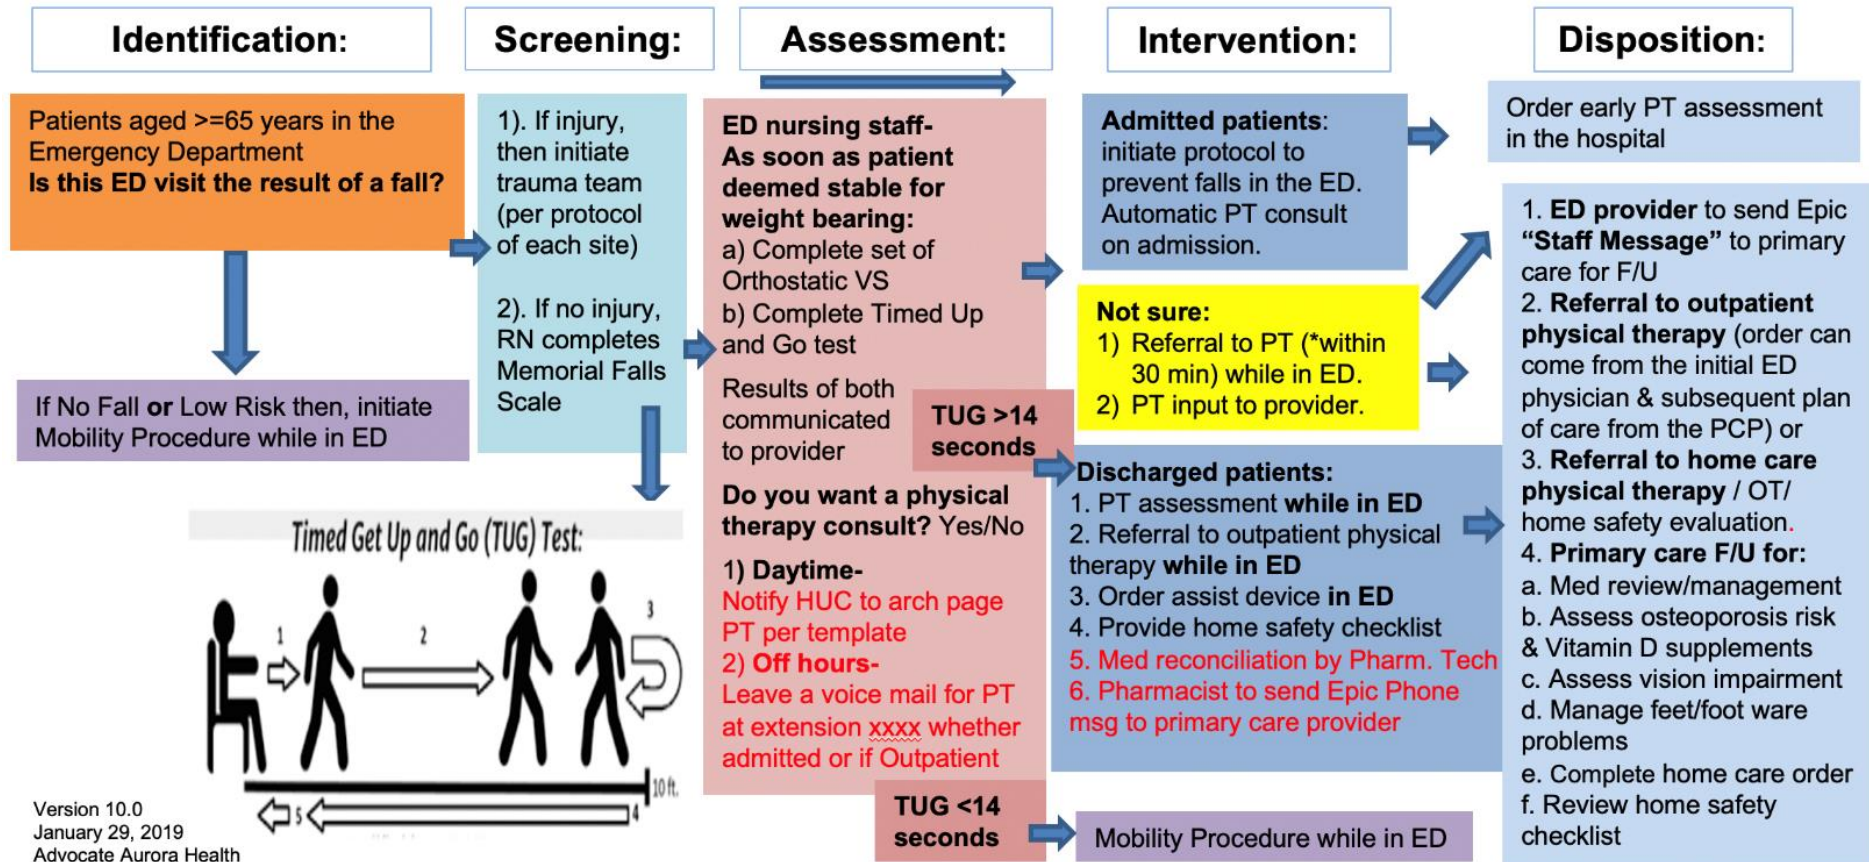 Identification:
Screening:
Assessment:
Intervention:
Disposition:
Patients aged >=65 years in the
Emergency Department
Is this ED visit the result of a fall?
If No Fall or Low Risk then, initiate
Mobility Procedure while in ED
1). If injury,
then initiate
trauma team
(per protocol
of each site)
2). If no injury,
RN completes
Memorial Falls
Scale
Timed Get Up and Go (TUG) Test:
1
2
3
10 ft.
5
4
Version 10.0
January 29, 2019
Advocate Aurora Health
ED nursing staff-
As soon as patient
deemed stable for
weight bearing:
a) Complete set of
Orthostatic VS
b) Complete Timed Up
and Go test
Results of both
communicated
to provider
TUG >14
seconds
Do you want a physical
therapy consult? Yes/No
1) Daytime-
Notify HUC to arch page
PT per template
2) Off hours-
Leave a voice mail for PT
at extension xxxx whether
admitted or if Outpatient
TUG <14
seconds
Admitted patients:
initiate protocol to
prevent falls in the ED.
Automatic PT consult
on admission.
Not sure:
1) Referral to PT (*within
30 min) while in ED.
2) PT input to provider.
Discharged patients:
1. PT assessment while in ED
2. Referral to outpatient physical
therapy while in ED
3. Order assist device in ED
4. Provide home safety checklist
5. Med reconciliation by Pharm. Tech
6. Pharmacist to send Epic Phone
msg to primary care provider
Mobility Procedure while in ED
Order early PT assessment
in the hospital
1. ED provider to send Epic
“Staff Message” to primary
care for F/U
2. Referral to outpatient
physical therapy (order can
come from the initial ED
physician & subsequent plan
of care from the PCP) or
3. Referral to home care
physical therapy / OT/
home safety evaluation.
4. Primary care F/U for:
a. Med review/management
b. Assess osteoporosis risk
& Vitamin D supplements
c. Assess vision impairment
d. Manage feet/foot ware
problems
e. Complete home care order
f. Review home safety
checklist